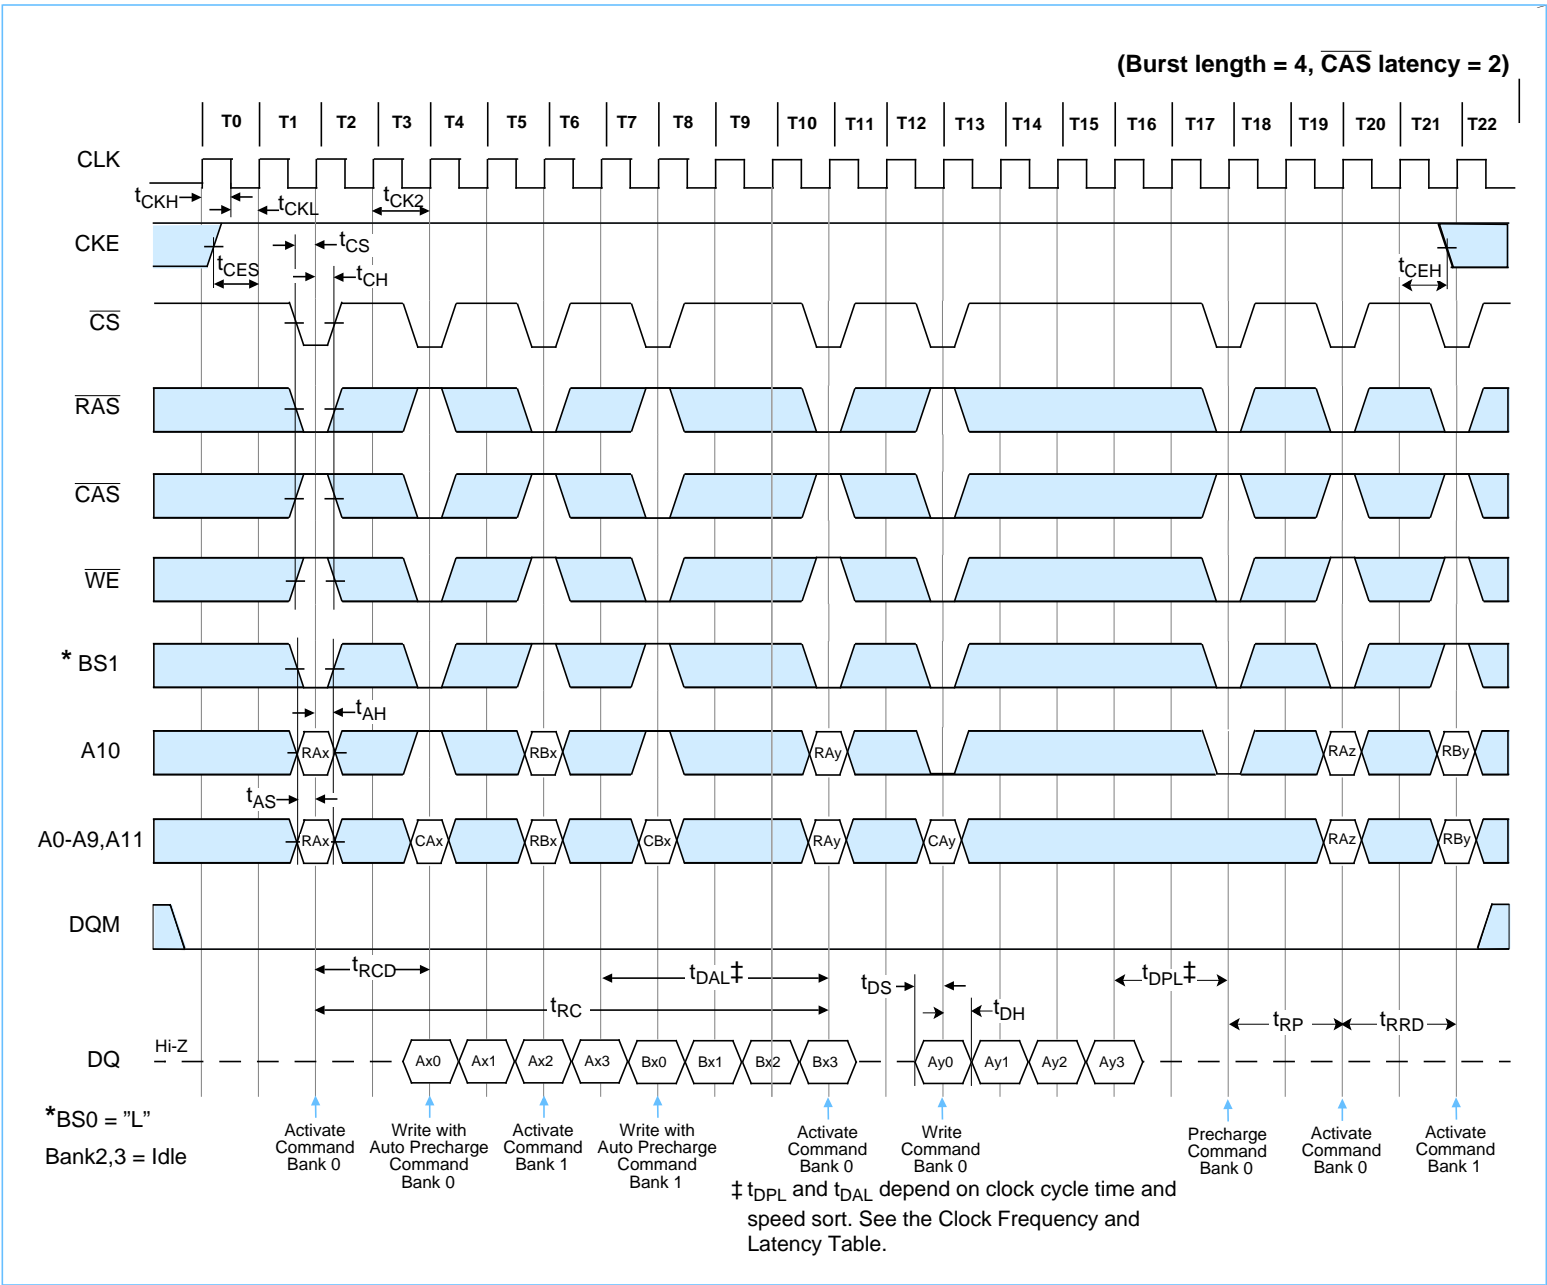 (Burst length = 4, CAS latency = 2)
T0 T1 T2 T3 T4 T5 T6 T7 T8 T9 T10 T11 T12 T13 T14 T15 T16 T17 T18 T19 T20 T21 T22
CLK
tCKH tCKL tCK2
CKE
tCS
tCES
tCH
tCEH
CS
RAS
CAS
WE
* BS1
tAH
A10 RAx RBx RAy RAz RBy
tAS
A0-A9,A11 RAx CAx RBx CBx RAy CAy RAz RBy
DQM
tRCD tDAL‡ tDS tDPL‡
tRC tDH tRP tRRD
DQ Hi-Z Ax0 Ax1 Ax2 Ax3 Bx0 Bx1 Bx2 Bx3 Ay0 Ay1 Ay2 Ay3
*BS0 = ”L”
Bank2,3 = Idle
Activate
Command
Bank 0
Write with
Auto Precharge
Command
Bank 0
Activate
Command
Bank 1
Write with
Auto Precharge
Command
Bank 1
Activate
Command
Bank 0
Write
Command
Bank 0
Precharge
Command
Bank 0
Activate
Command
Bank 0
Activate
Command
Bank 1
‡ tDPL and tDAL depend on clock cycle time and
speed sort. See the Clock Frequency and
Latency Table.